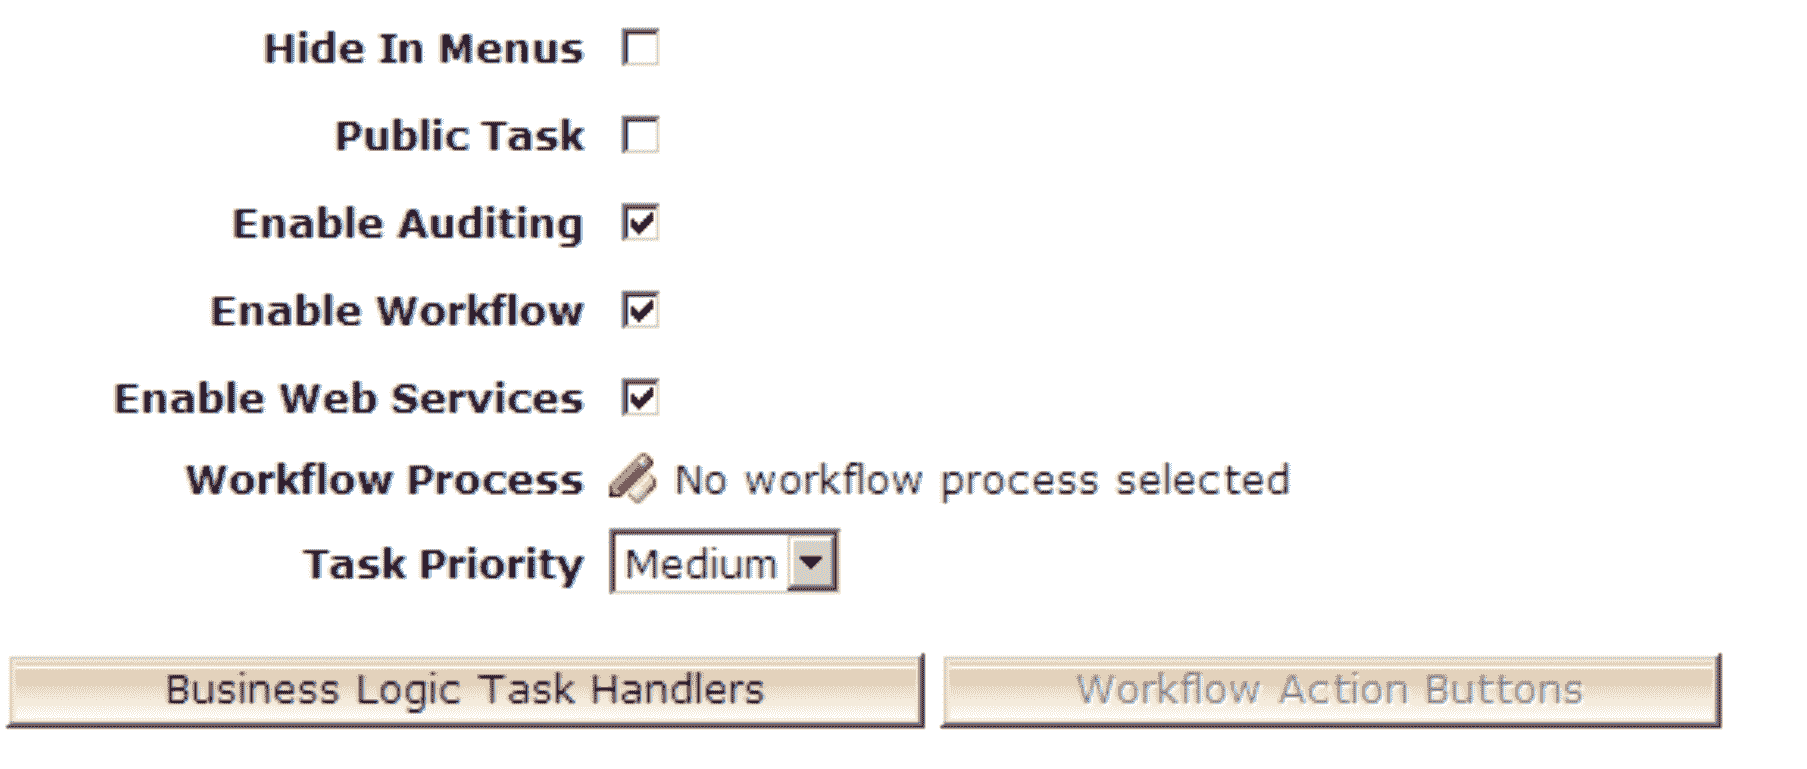 Hide In Menus
Public Task
Enable Auditing
Enable Workflow
Enable Web Services
Workflow Process No workflow process selected
Task Priority Medium
Business Logic Task Handlers Workflow Action Buttons